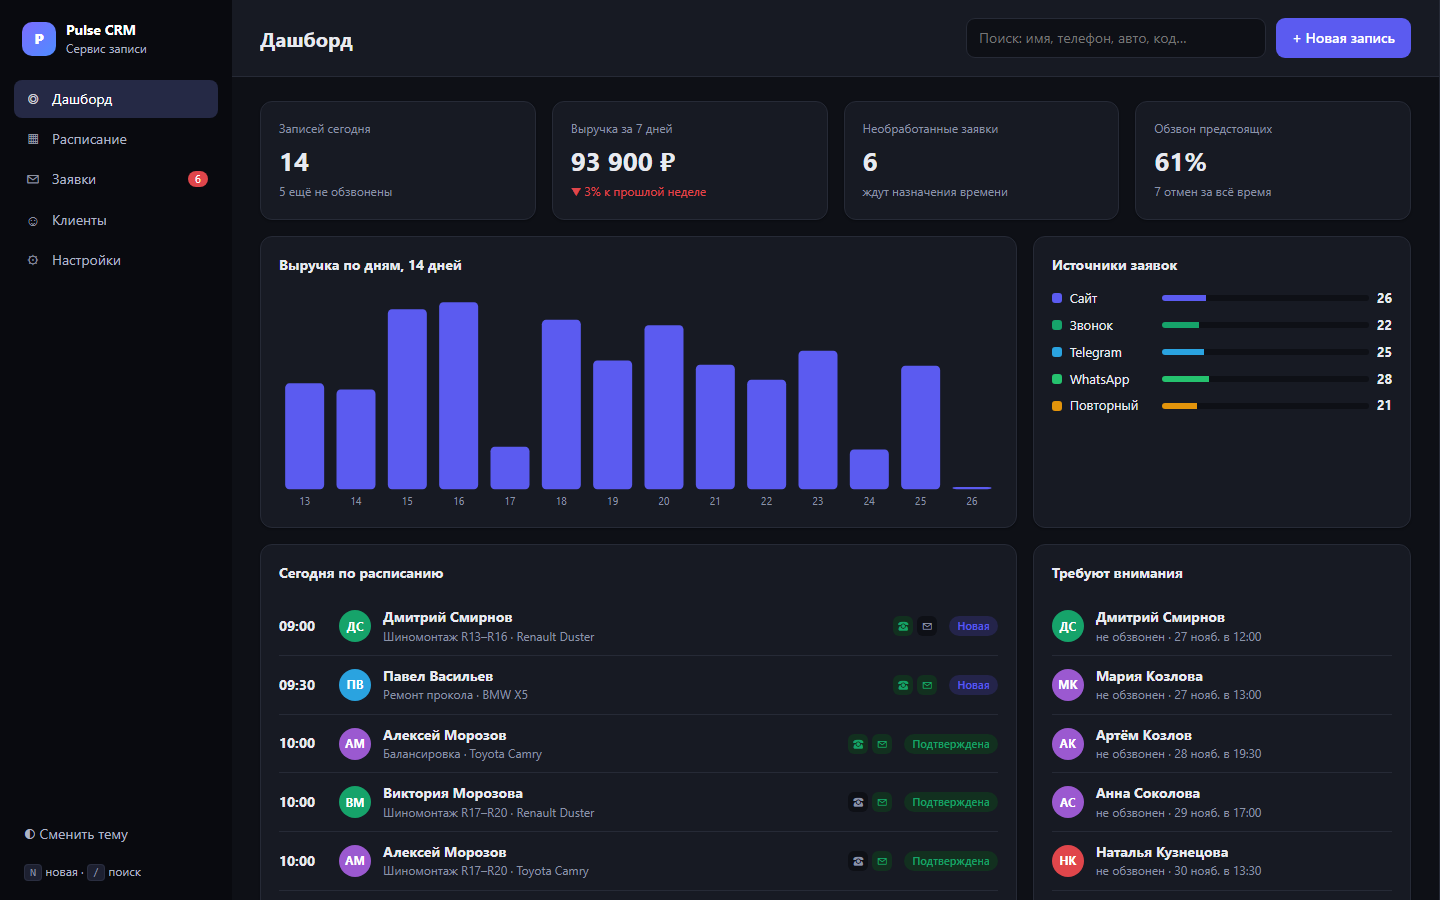 P
Pulse CRM
Сервис записи
Дашборд
Расписание
Заявки
6
Клиенты
Настройки
Сменить тему
N новая · / поиск
Дашборд
Поиск: имя, телефон, авто, код...
+ Новая запись
Записей сегодня
14
5 ещё не обзвонены
Выручка за 7 дней
93 900 ₽
▼ 3% к прошлой неделе
Необработанные заявки
6
ждут назначения времени
Обзвон предстоящих
61%
7 отмен за всё время
Выручка по дням, 14 дней
13 14 15 16 17 18 19 20 21 22 23 24 25 26
Источники заявок
Сайт 26
Звонок 22
Telegram 25
WhatsApp 28
Повторный 21
Сегодня по расписанию
09:00 ДС Дмитрий Смирнов Новая
Шиномонтаж R13–R16 · Renault Duster
09:30 ПВ Павел Васильев Новая
Ремонт прокола · BMW X5
10:00 АМ Алексей Морозов Подтверждена
Балансировка · Toyota Camry
10:00 ВМ Виктория Морозова Подтверждена
Шиномонтаж R17–R20 · Renault Duster
10:00 АМ Алексей Морозов Подтверждена
Шиномонтаж R17–R20 · Toyota Camry
Требуют внимания
ДС Дмитрий Смирнов
не обзвонен · 27 нояб. в 12:00
МК Мария Козлова
не обзвонен · 27 нояб. в 13:00
АК Артём Козлов
не обзвонен · 28 нояб. в 19:30
АС Анна Соколова
не обзвонен · 29 нояб. в 17:00
НК Наталья Кузнецова
не обзвонен · 30 нояб. в 13:30